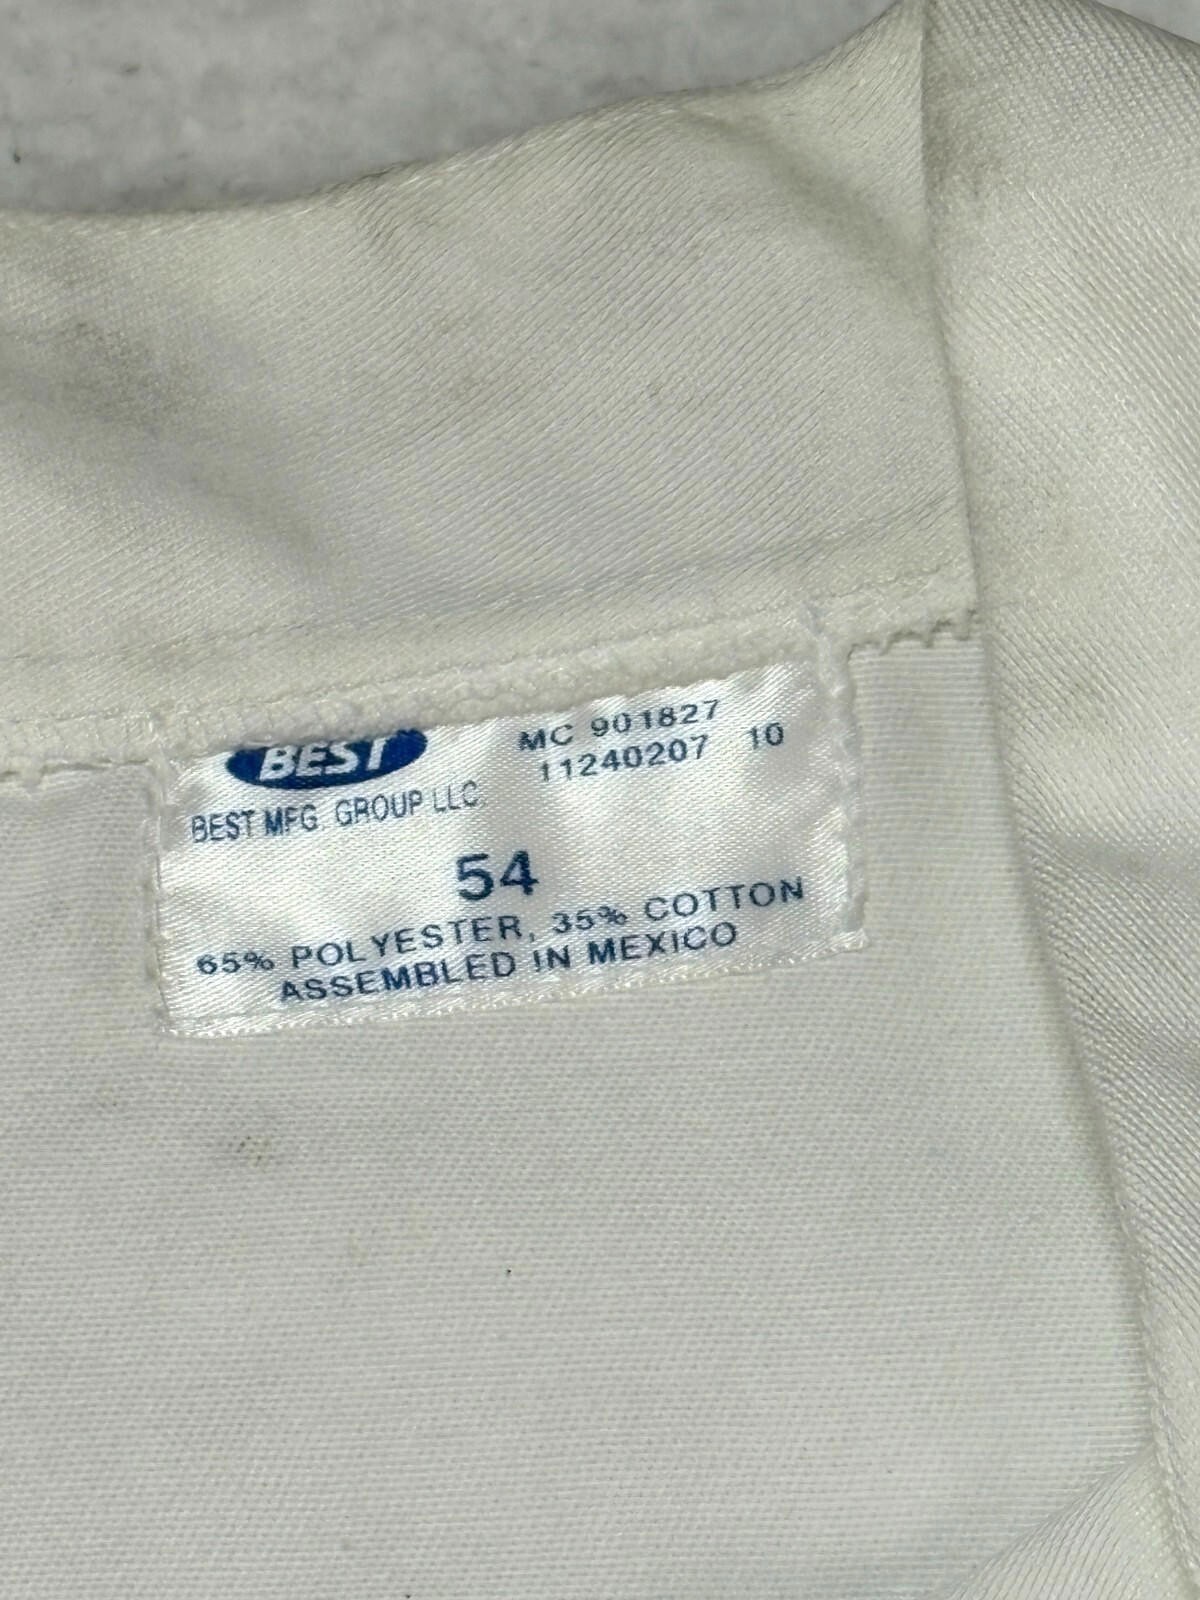 BEST
MC 901827
11240207 10
BEST MFG. GROUP LLC
54
65% POLYESTER, 35% COTTON
ASSEMBLED IN MEXICO